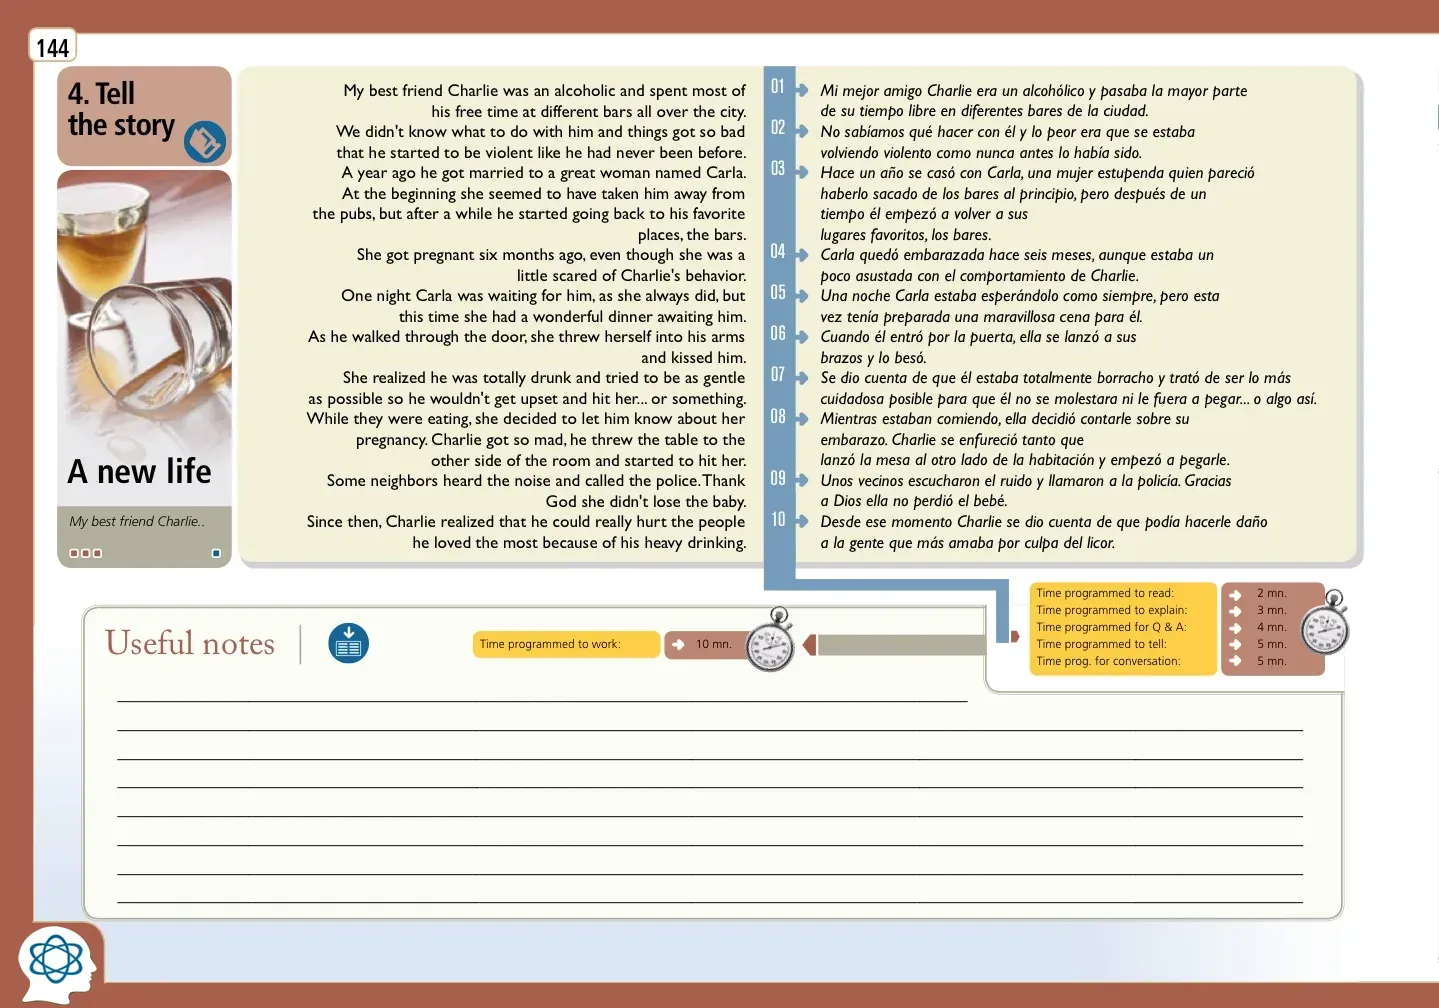 144
4. Tell
the story
A new life
My best friend Charlie..
My best friend Charlie was an alcoholic and spent most of
his free time at different bars all over the city.
We didn't know what to do with him and things got so bad
that he started to be violent like he had never been before.
A year ago he got married to a great woman named Carla.
At the beginning she seemed to have taken him away from
the pubs, but after a while he started going back to his favorite
places, the bars.
She got pregnant six months ago, even though she was a
little scared of Charlie's behavior.
One night Carla was waiting for him, as she always did, but
this time she had a wonderful dinner awaiting him.
As he walked through the door, she threw herself into his arms
and kissed him.
She realized he was totally drunk and tried to be as gentle
as possible so he wouldn't get upset and hit her... or something.
While they were eating, she decided to let him know about her
pregnancy. Charlie got so mad, he threw the table to the
other side of the room and started to hit her.
Some neighbors heard the noise and called the police. Thank
God she didn't lose the baby.
Since then, Charlie realized that he could really hurt the people
he loved the most because of his heavy drinking.
01
02
03
04
05
06
07
08
09
10
Mi mejor amigo Charlie era un alcohólico y pasaba la mayor parte
de su tiempo libre en diferentes bares de la ciudad.
No sabíamos qué hacer con él y lo peor era que se estaba
volviendo violento como nunca antes lo había sido.
Hace un año se casó con Carla, una mujer estupenda quien pareció
haberlo sacado de los bares al principio, pero después de un
tiempo él empezó a volver a sus
lugares favoritos, los bares.
Carla quedó embarazada hace seis meses, aunque estaba un
poco asustada con el comportamiento de Charlie.
Una noche Carla estaba esperándolo como siempre, pero esta
vez tenía preparada una maravillosa cena para él.
Cuando él entró por la puerta, ella se lanzó a sus
brazos y lo besó.
Se dio cuenta de que él estaba totalmente borracho y trató de ser lo más
cuidadosa posible para que él no se molestara ni le fuera a pegar... o algo así.
Mientras estaban comiendo, ella decidió contarle sobre su
embarazo. Charlie se enfureció tanto que
lanzó la mesa al otro lado de la habitación y empezó a pegarle.
Unos vecinos escucharon el ruido y llamaron a la policía. Gracias
a Dios ella no perdió el bebé.
Desde ese momento Charlie se dio cuenta de que podía hacerle daño
a la gente que más amaba por culpa del licor.
Time programmed to read: 2 mn.
Time programmed to explain: 3 mn.
Time programmed for Q & A: 4 mn.
Time programmed to tell: 5 mn.
Time prog. for conversation: 5 mn.
Useful notes
Time programmed to work: 10 mn.